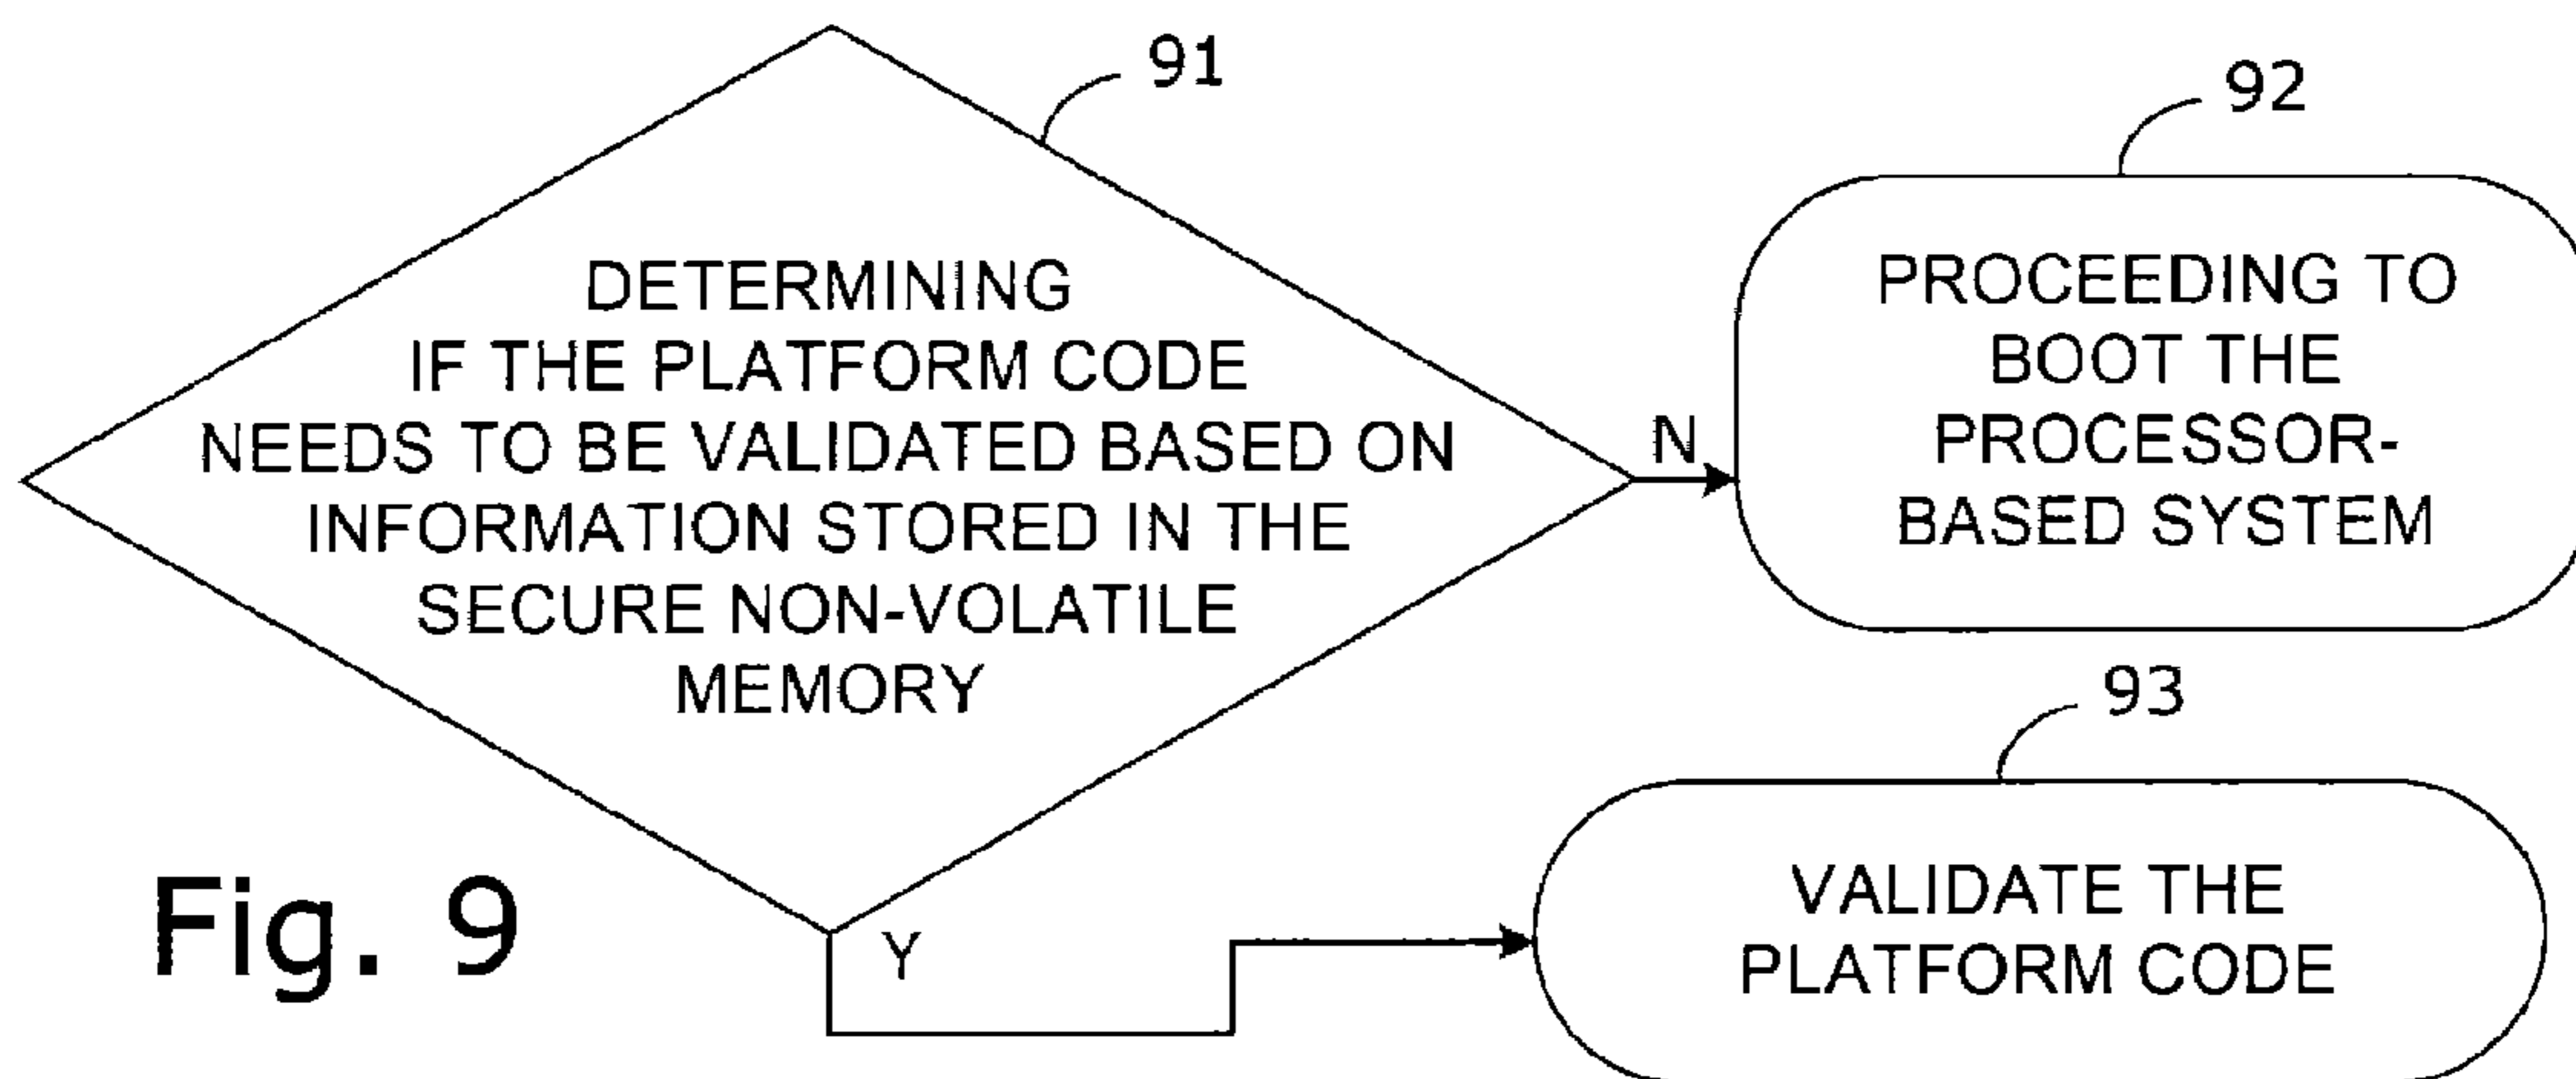 91
DETERMINING
IF THE PLATFORM CODE
NEEDS TO BE VALIDATED BASED ON
INFORMATION STORED IN THE
SECURE NON-VOLATILE
MEMORY
N
92
PROCEEDING TO
BOOT THE
PROCESSOR-
BASED SYSTEM
Y
93
VALIDATE THE
PLATFORM CODE
Fig. 9